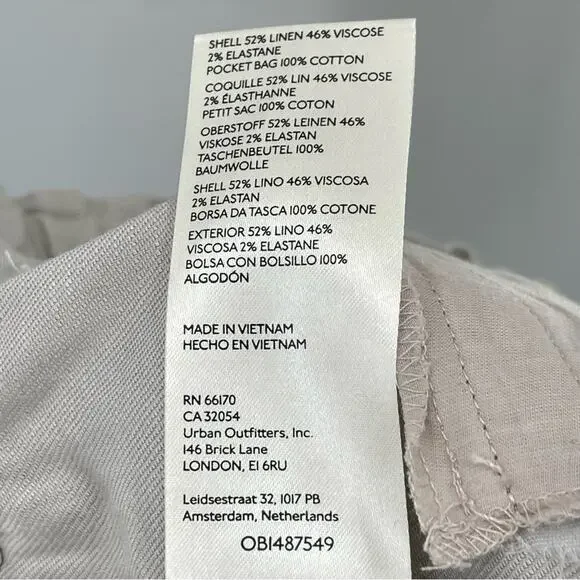 SHELL 52% LINEN 46% VISCOSE
2% ELASTANE
POCKET BAG 100% COTTON
COQUILLE 52% LIN 46% VISCOSE
2% ÉLASTHANNE
PETIT SAC 100% COTON
OBERSTOFF 52% LEINEN 46%
VISKOSE 2% ELASTAN
TASCHENBEUTEL 100%
BAUMWOLLE
SHELL 52% LINO 46% VISCOSA
2% ELASTAN
BORSA DA TASCA 100% COTONE
EXTERIOR 52% LINO 46%
VISCOSA 2% ELASTANE
BOLSA CON BOLSILLO 100%
ALGODÓN
MADE IN VIETNAM
HECHO EN VIETNAM
RN 66170
CA 32054
Urban Outfitters, Inc.
146 Brick Lane
LONDON, E1 6RU
Leidsestraat 32, 1017 PB
Amsterdam, Netherlands
OB1487549